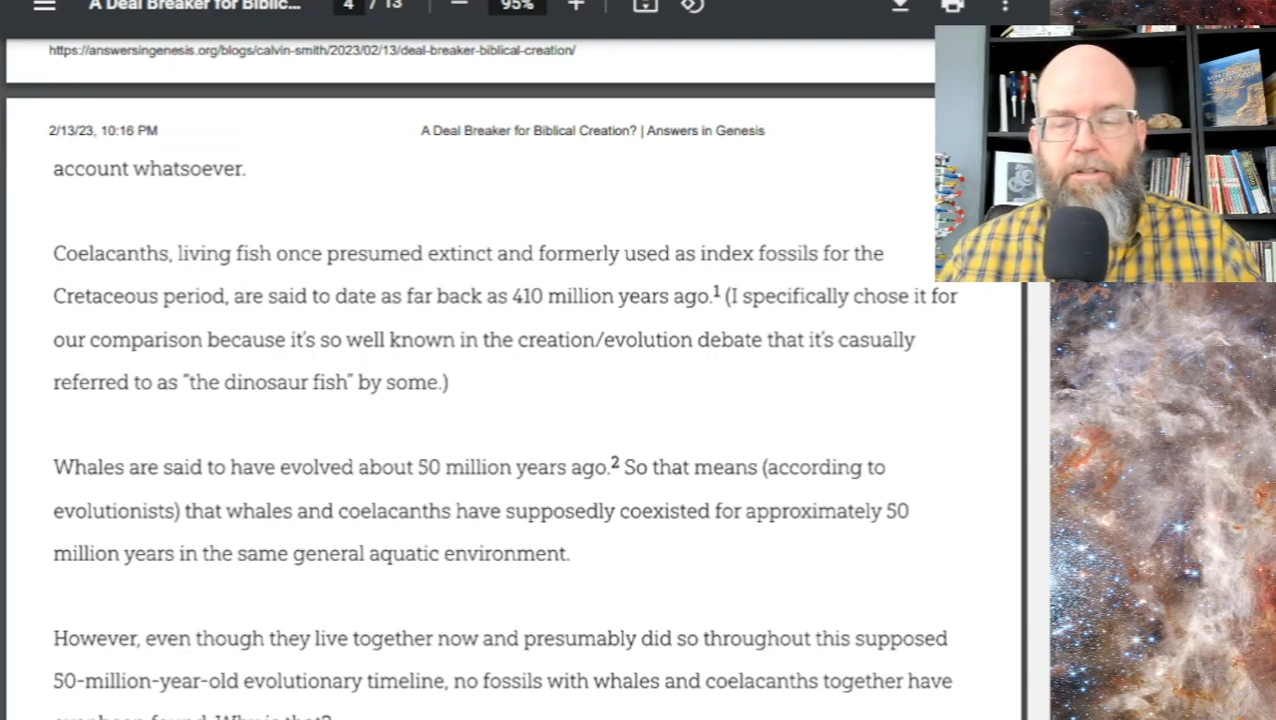 A Deal Breaker for Biblic... 4 / 13 95%
https://answersingenesis.org/blogs/calvin-smith/2023/02/13/deal-breaker-biblical-creation/
2/13/23, 10:16 PM A Deal Breaker for Biblical Creation? | Answers in Genesis
account whatsoever.
Coelacanths, living fish once presumed extinct and formerly used as index fossils for the
Cretaceous period, are said to date as far back as 410 million years ago.¹ (I specifically chose it for
our comparison because it's so well known in the creation/evolution debate that it's casually
referred to as "the dinosaur fish" by some.)
Whales are said to have evolved about 50 million years ago.² So that means (according to
evolutionists) that whales and coelacanths have supposedly coexisted for approximately 50
million years in the same general aquatic environment.
However, even though they live together now and presumably did so throughout this supposed
50-million-year-old evolutionary timeline, no fossils with whales and coelacanths together have
ever been found. Why is that?